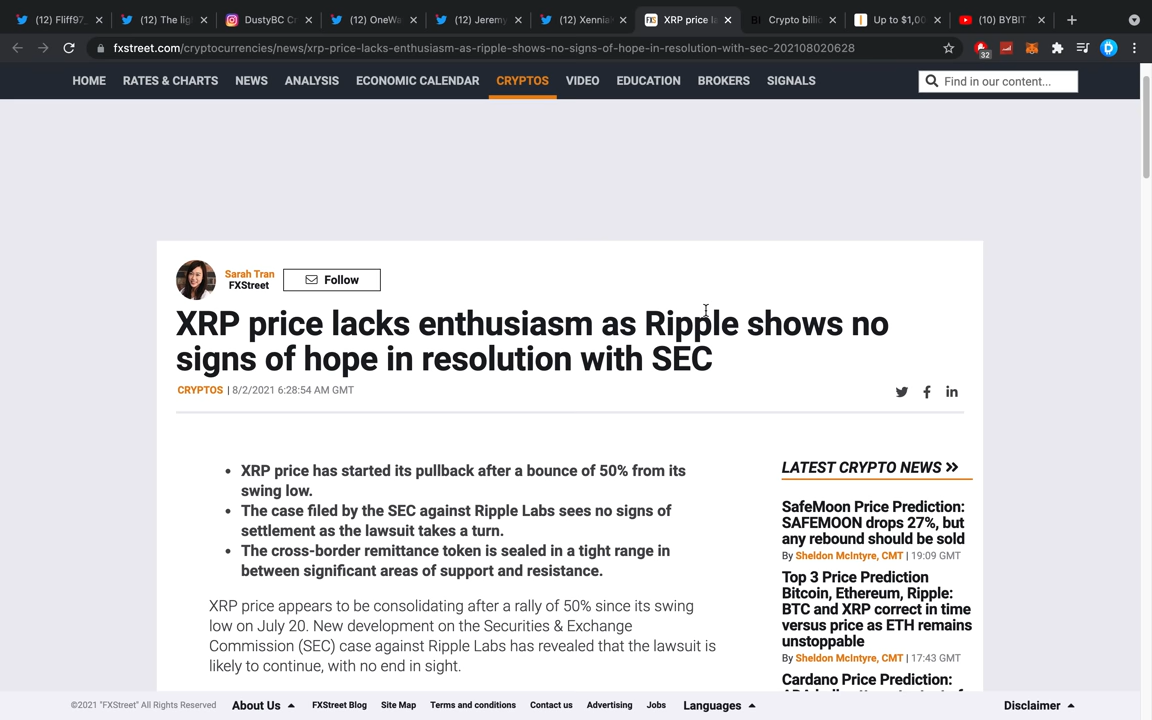 (12) Fliff97_
(12) The lig
DustyBC Cr
(12) OneWa
(12) Jeremy
(12) Xennia
FXS XRP price la
BI Crypto billi
Up to $1,00
(10) BYBIT
fxstreet.com/cryptocurrencies/news/xrp-price-lacks-enthusiasm-as-ripple-shows-no-signs-of-hope-in-resolution-with-sec-202108020628
32
HOME RATES & CHARTS NEWS ANALYSIS ECONOMIC CALENDAR CRYPTOS VIDEO EDUCATION BROKERS SIGNALS
Find in our content...
Sarah Tran
FXStreet
Follow
XRP price lacks enthusiasm as Ripple shows no
signs of hope in resolution with SEC
CRYPTOS | 8/2/2021 6:28:54 AM GMT
• XRP price has started its pullback after a bounce of 50% from its
swing low.
• The case filed by the SEC against Ripple Labs sees no signs of
settlement as the lawsuit takes a turn.
• The cross-border remittance token is sealed in a tight range in
between significant areas of support and resistance.
XRP price appears to be consolidating after a rally of 50% since its swing
low on July 20. New development on the Securities & Exchange
Commission (SEC) case against Ripple Labs has revealed that the lawsuit is
likely to continue, with no end in sight.
LATEST CRYPTO NEWS >>
SafeMoon Price Prediction:
SAFEMOON drops 27%, but
any rebound should be sold
By Sheldon McIntyre, CMT | 19:09 GMT
Top 3 Price Prediction
Bitcoin, Ethereum, Ripple:
BTC and XRP correct in time
versus price as ETH remains
unstoppable
By Sheldon McIntyre, CMT | 17:43 GMT
Cardano Price Prediction:
©2021 "FXStreet" All Rights Reserved About Us FXStreet Blog Site Map Terms and conditions Contact us Advertising Jobs Languages Disclaimer